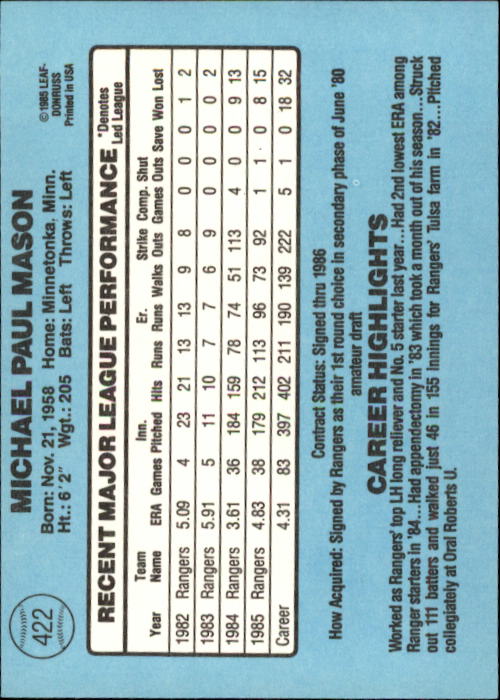 422
MICHAEL PAUL MASON
© 1985 LEAF-
DONRUSS
Printed in USA
Born: Nov. 21, 1958 Home: Minnetonka, Minn.
Ht.: 6'2" Wgt.: 205 Bats: Left Throws: Left
RECENT MAJOR LEAGUE PERFORMANCE *Denotes Led League
Team Inn. Er. Strike Comp. Shut
Year Name ERA Games Pitched Hits Runs Runs Walks Outs Games Outs Save Won Lost
1982 Rangers 5.09 4 23 21 13 13 9 8 0 0 0 1 2
1983 Rangers 5.91 5 11 10 7 7 6 9 0 0 0 0 2
1984 Rangers 3.61 36 184 159 78 74 51 113 4 0 0 9 13
1985 Rangers 4.83 38 179 212 113 96 73 92 1 1 0 8 15
Career 4.31 83 397 402 211 190 139 222 5 1 0 18 32
Contract Status: Signed thru 1986
How Acquired: Signed by Rangers as their 1st round choice in secondary phase of June '80
amateur draft
CAREER HIGHLIGHTS
Worked as Rangers' top LH long reliever and No. 5 starter last year...Had 2nd lowest ERA among
Ranger starters in '84...Had appendectomy in '83 which took a month out of his season...Struck
out 111 batters and walked just 46 in 155 innings for Rangers' Tulsa farm in '82...Pitched
collegiately at Oral Roberts U.